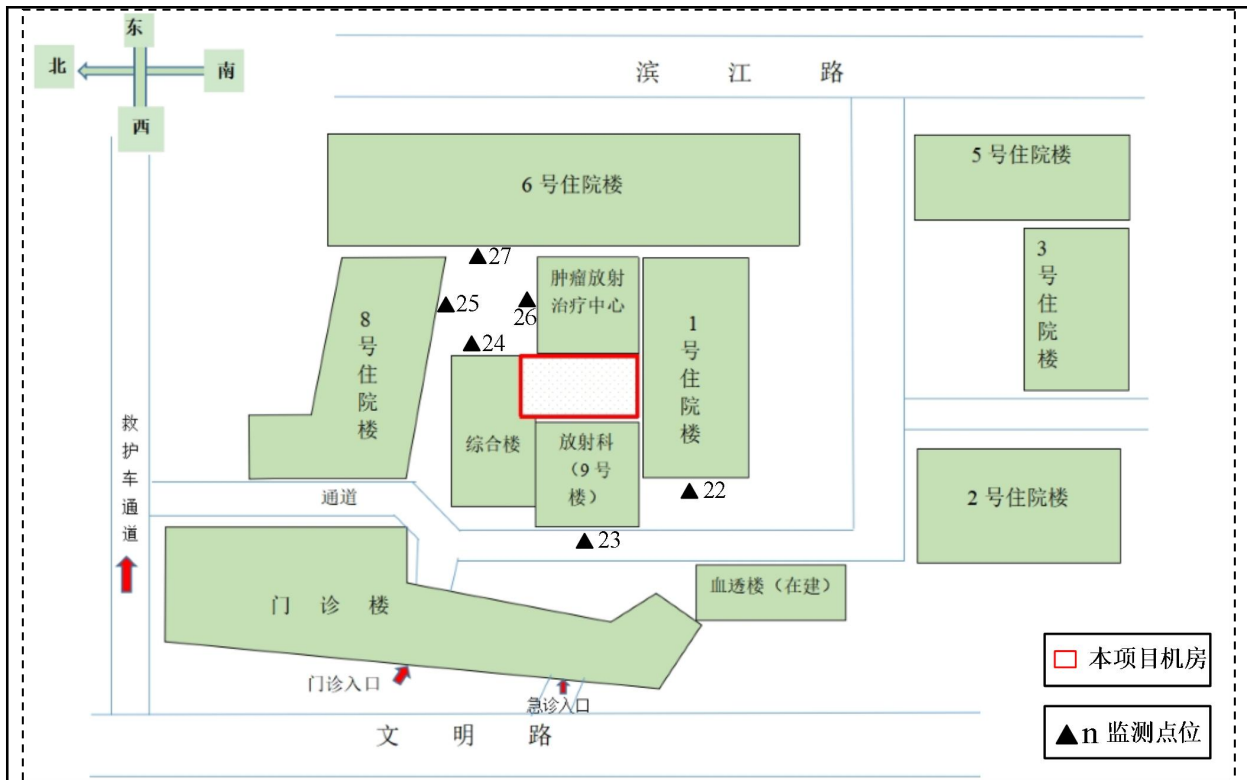 东
北
南
西
滨 江 路
6 号住院楼
5 号住院楼
3
号
住
院
楼
▲27
▲25
26
▲
▲24
肿瘤放射
治疗中心
8
号
住
院
楼
1
号
住
院
楼
综合楼
放射科
（9 号
楼）
▲22
▲23
2 号住院楼
救
护
车
通
道
通道
门 诊 楼
血透楼（在建）
门诊入口
急诊入口
文 明 路
本项目机房
▲n 监测点位